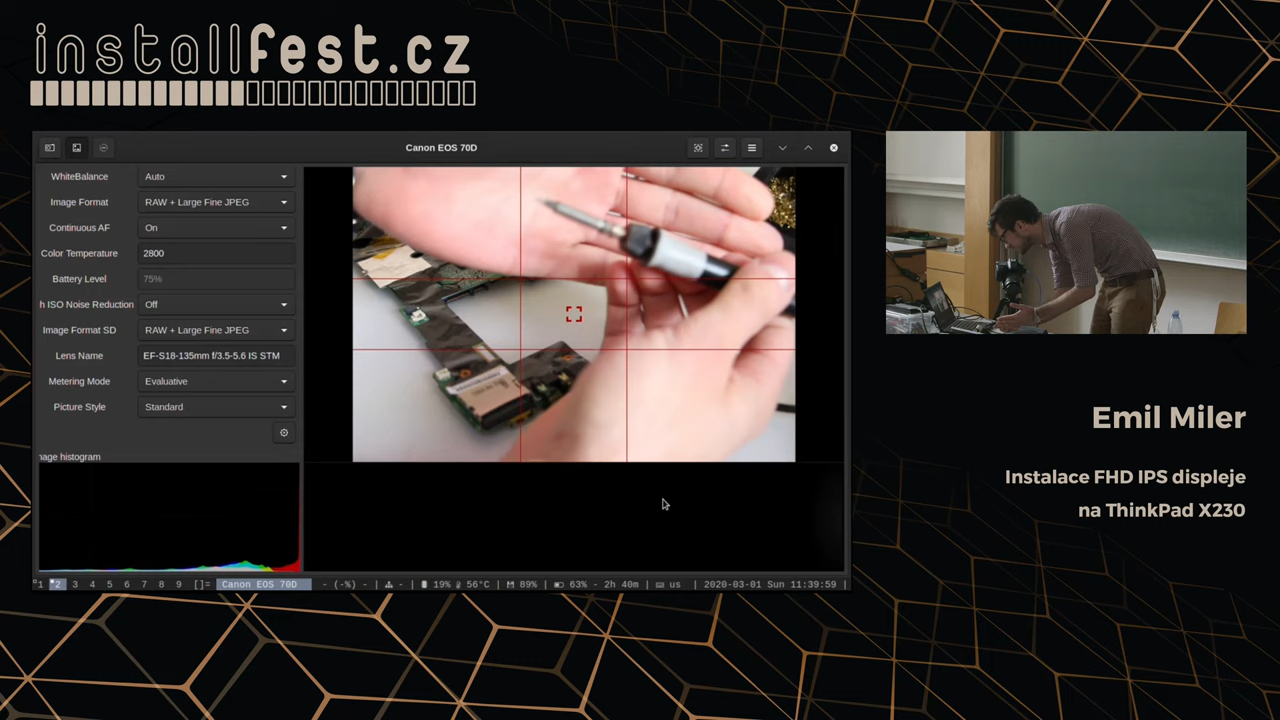 installfest.cz
Canon EOS 70D
WhiteBalance Auto
Image Format RAW + Large Fine JPEG
Continuous AF On
Color Temperature 2800
Battery Level 75%
h ISO Noise Reduction Off
Image Format SD RAW + Large Fine JPEG
Lens Name EF-S18-135mm f/3.5-5.6 IS STM
Metering Mode Evaluative
Picture Style Standard
nage histogram
1 2 3 4 5 6 7 8 9 []= Canon EOS 70D - (-%) - | - | 19% 56°C | 89% | 63% - 2h 40m | us | 2020-03-01 Sun 11:39:59 |
Emil Miler
Instalace FHD IPS displeje
na ThinkPad X230